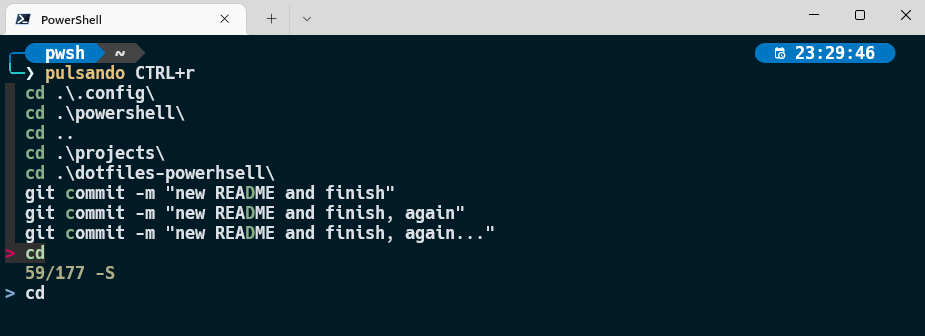 PowerShell
pwsh ~ 23:29:46
❯ pulsando CTRL+r
cd .\.config\
cd .\powershell\
cd ..
cd .\projects\
cd .\dotfiles-powerhsell\
git commit -m "new README and finish"
git commit -m "new README and finish, again"
git commit -m "new README and finish, again..."
> cd
59/177 -S
> cd